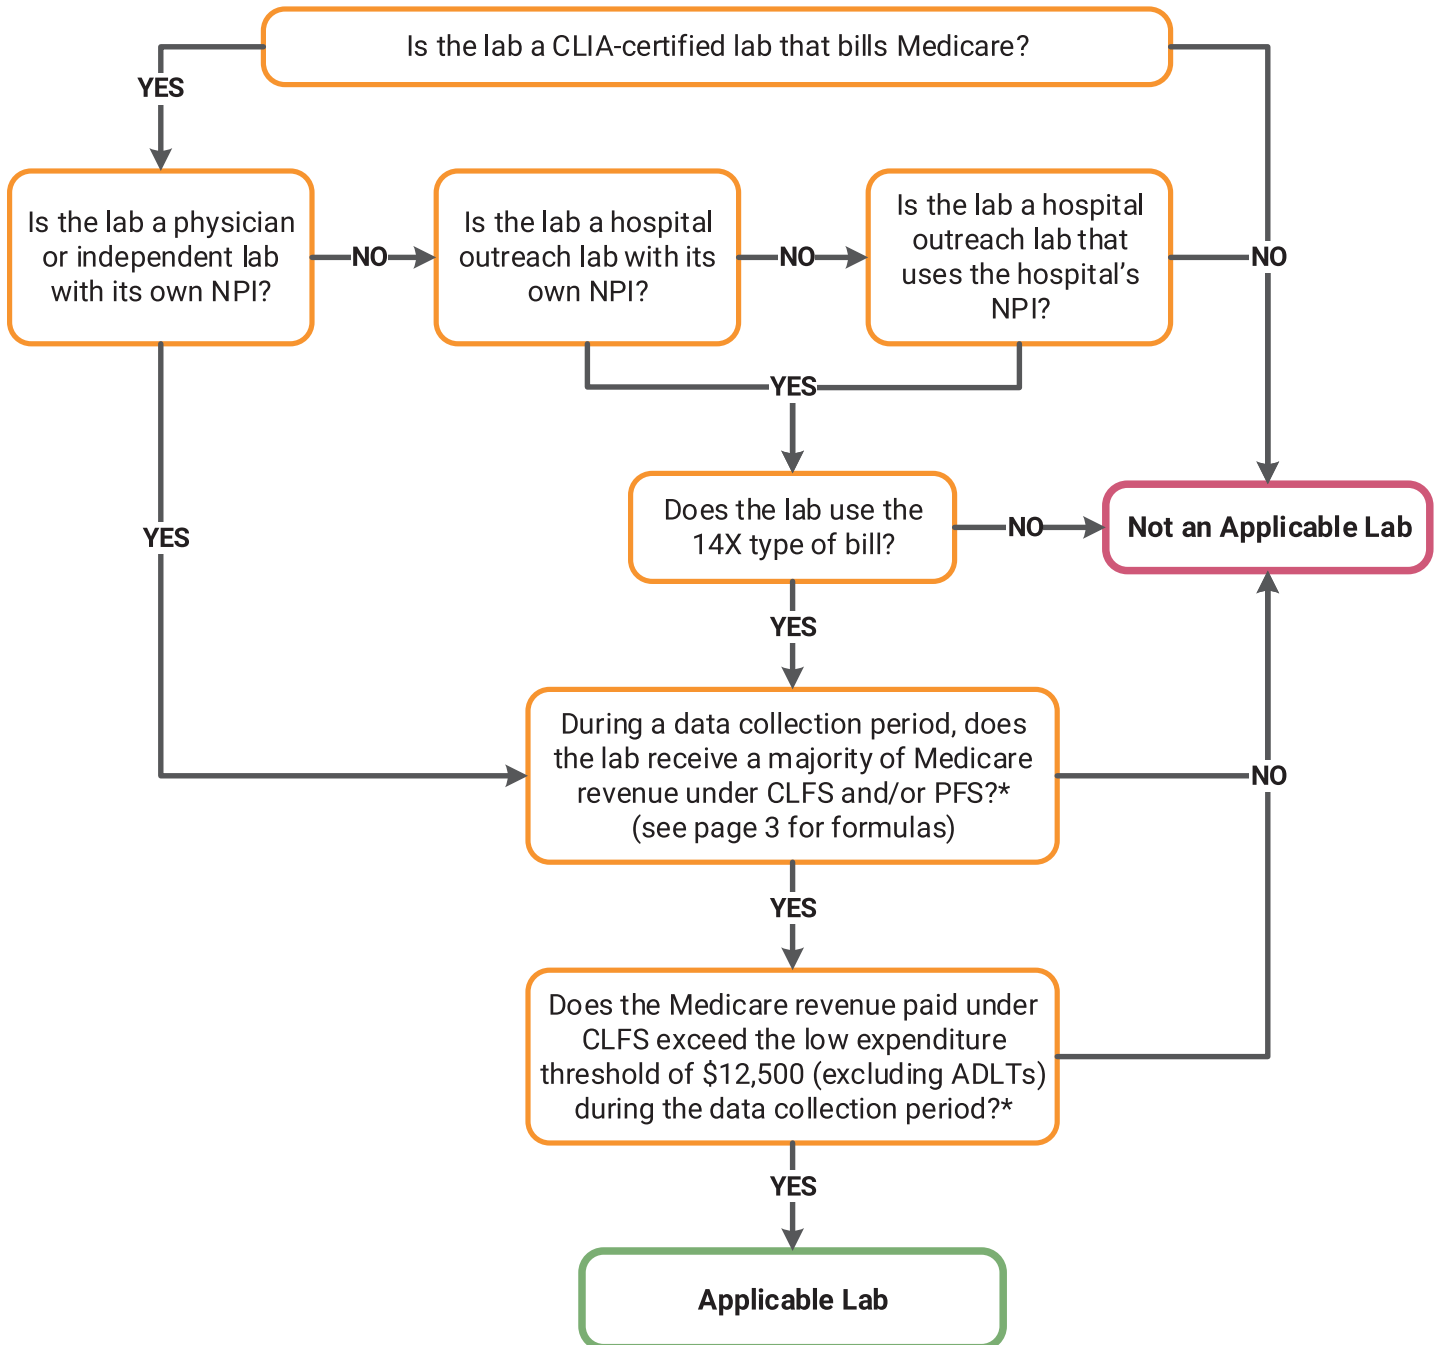 Is the lab a CLIA-certified lab that bills Medicare?
YES
Is the lab a physician
or independent lab
with its own NPI?
NO
Is the lab a hospital
outreach lab with its
own NPI?
NO
Is the lab a hospital
outreach lab that
uses the hospital’s
NPI?
NO
YES
YES
Does the lab use the
14X type of bill?
NO
Not an Applicable Lab
YES
During a data collection period, does
the lab receive a majority of Medicare
revenue under CLFS and/or PFS?*
(see page 3 for formulas)
NO
YES
Does the Medicare revenue paid under
CLFS exceed the low expenditure
threshold of $12,500 (excluding ADLTs)
during the data collection period?*
YES
Applicable Lab